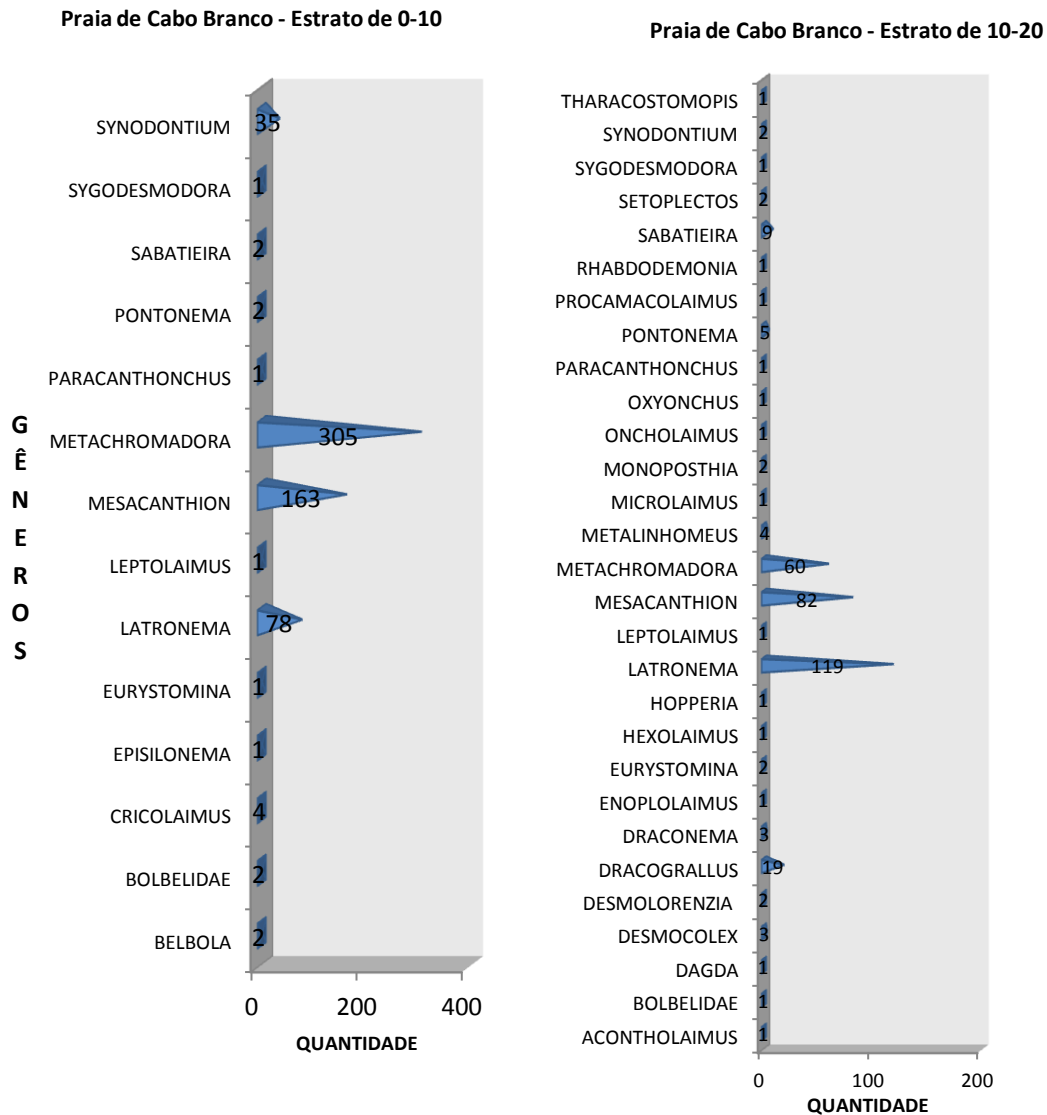 Praia de Cabo Branco - Estrato de 0-10
SYNODONTIUM 35
SYGODESMODORA 1
SABATIEIRA 2
PONTONEMA 2
PARACANTHONCHUS 1
METACHROMADORA 305
MESACANTHION 163
LEPTOLAIMUS 1
LATRONEMA 78
EURYSTOMINA 1
EPISILONEMA 1
CRICOLAIMUS 4
BOLBELIDAE 2
BELBOLA 2
GÊNEROS
0 200 400
QUANTIDADE
Praia de Cabo Branco - Estrato de 10-20
THARACOSTOMOPIS 1
SYNODONTIUM 2
SYGODESMODORA 1
SETOPLECTOS 2
SABATIEIRA 9
RHABDODEMONIA 1
PROCAMACOLAIMUS 1
PONTONEMA 5
PARACANTHONCHUS 1
OXYONCHUS 1
ONCHOLAIMUS 1
MONOPOSTHIA 2
MICROLAIMUS 1
METALINHOMEUS 4
METACHROMADORA 60
MESACANTHION 82
LEPTOLAIMUS 1
LATRONEMA 119
HOPPERIA 1
HEXOLAIMUS 1
EURYSTOMINA 2
ENOPLOLAIMUS 1
DRACONEMA 3
DRACOGRALLUS 19
DESMOLORENZIA 2
DESMOCOLEX 3
DAGDA 1
BOLBELIDAE 1
ACONTHOLAIMUS 1
0 100 200
QUANTIDADE